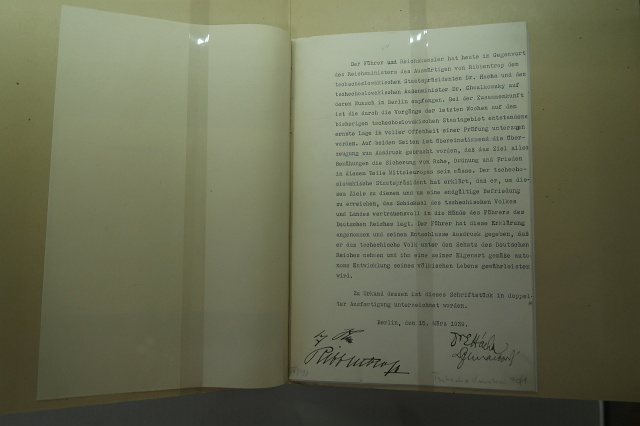 Der Führer und Reichskanzler hat heute in Gegenwart
des Reichsministers des Auswärtigen von Ribbentrop den
tschechoslowakischen Staatspräsidenten Dr. Hacha und den
tschechoslowakischen Aussenminister Dr. Chvalkovsky auf
deren Wunsch in Berlin empfangen. Bei der Zusammenkunft
ist die durch die Vorgänge der letzten Wochen auf dem
bisherigen tschechoslowakischen Staatsgebiet entstandene
ernste Lage in voller Offenheit einer Prüfung unterzogen
worden. Auf beiden Seiten ist übereinstimmend die Über-
zeugung zum Ausdruck gebracht worden, daß das Ziel aller
Bemühungen die Sicherung von Ruhe, Ordnung und Frieden
in diesem Teile Mitteleuropas sein müsse. Der tschecho-
slowakische Staatspräsident hat erklärt, daß er, um die-
sem Ziele zu dienen und um eine endgültige Befriedung
zu erreichen, das Schicksal des tschechischen Volkes
und Landes vertrauensvoll in die Hände des Führers des
Deutschen Reiches legt. Der Führer hat diese Erklärung
angenommen und seinem Entschluss Ausdruck gegeben, daß
er das tschechische Volk unter den Schutz des Deutschen
Reiches nehmen und ihm eine seiner Eigenart gemäße auto-
nome Entwicklung seines völkischen Lebens gewährleisten
wird.
Zu Urkund dessen ist dieses Schriftstück in doppel-
ter Ausfertigung unterzeichnet worden.
Berlin, den 15. März 1939.
Dr E Hácha
Ribbentrop